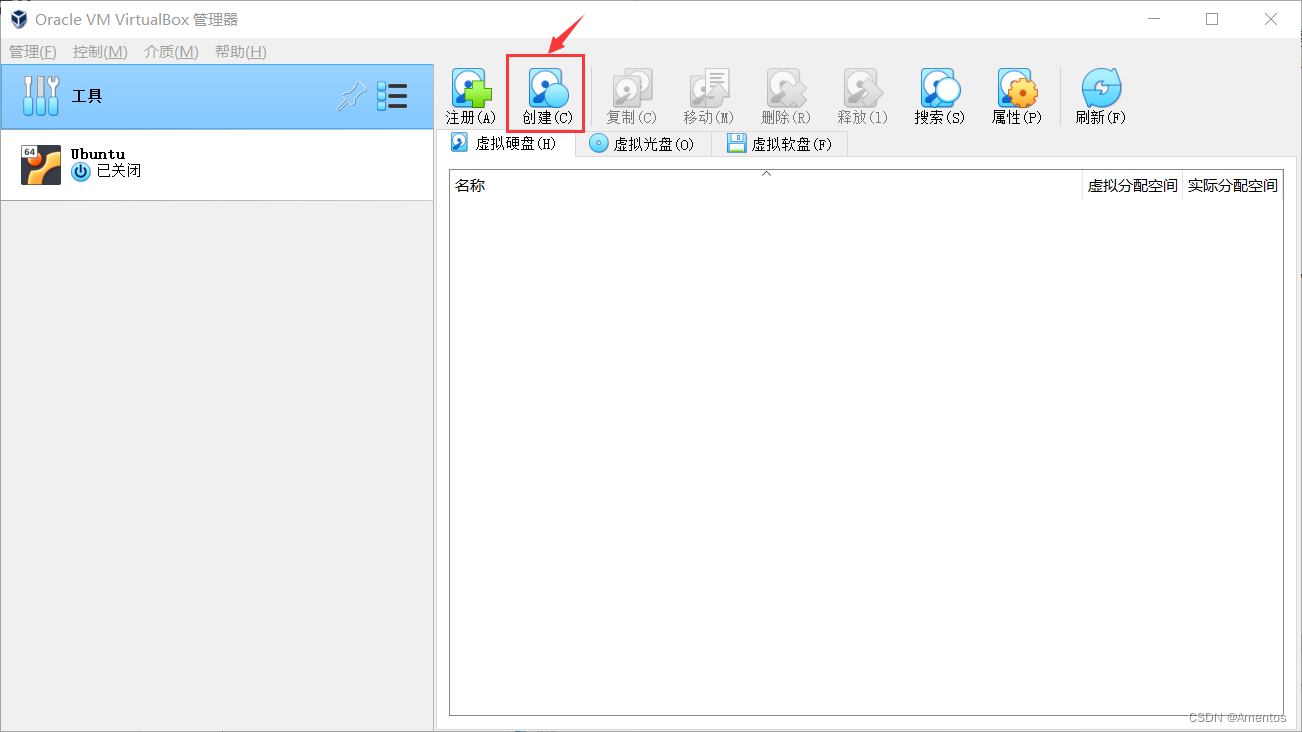 Oracle VM VirtualBox 管理器
管理(F) 控制(M) 介质(M) 帮助(H)
工具
注册(A) 创建(C) 复制(C) 移动(M) 删除(R) 释放(l) 搜索(S) 属性(P) 刷新(F)
虚拟硬盘(H) 虚拟光盘(O) 虚拟软盘(F)
64
Ubuntu
已关闭
名称 虚拟分配空间 实际分配空间
CSDN @Amentos